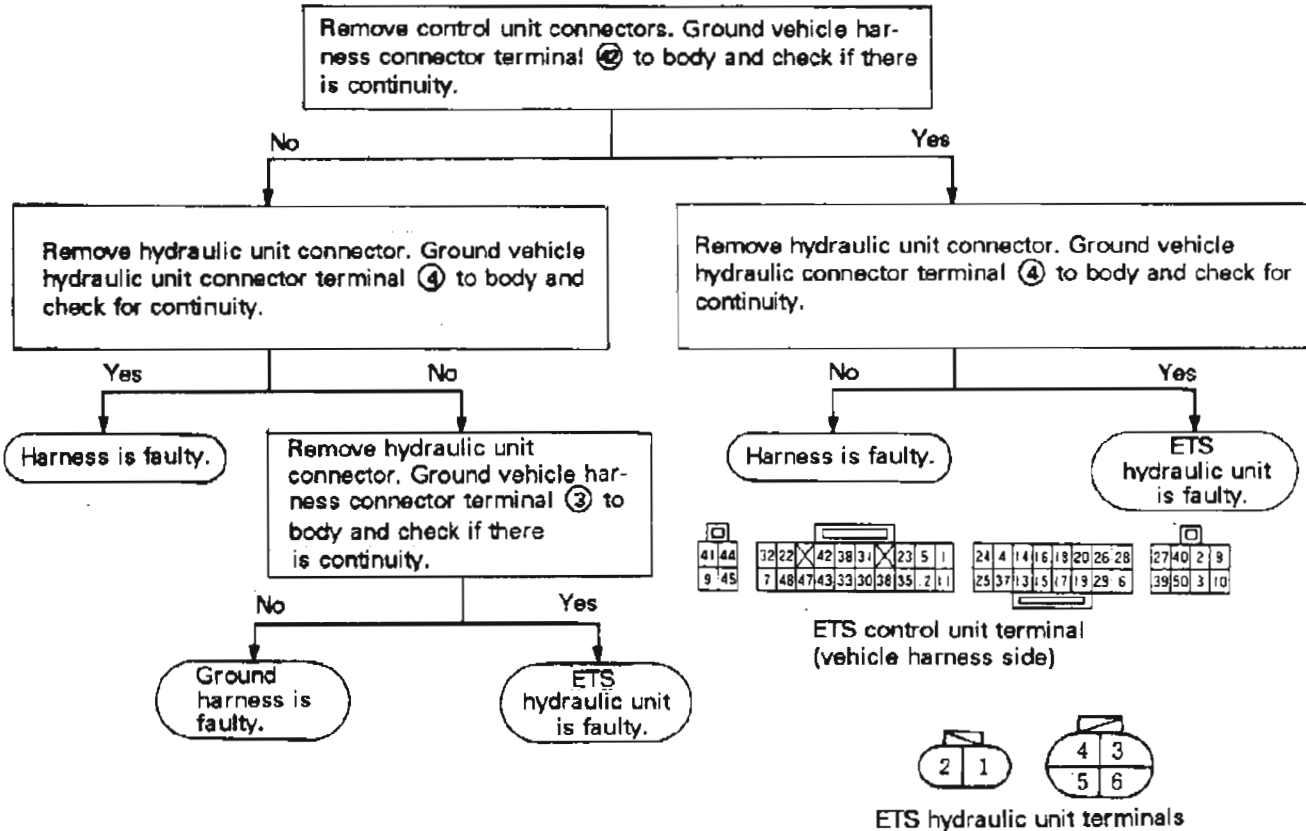 Remove control unit connectors. Ground vehicle har-
ness connector terminal ㊷ to body and check if there
is continuity.
No
Yes
Remove hydraulic unit connector. Ground vehicle
hydraulic unit connector terminal ④ to body and
check for continuity.
Remove hydraulic unit connector. Ground vehicle
hydraulic connector terminal ④ to body and check for
continuity.
Yes
No
No
Yes
Harness is faulty.
Remove hydraulic unit
connector. Ground vehicle har-
ness connector terminal ③ to
body and check if there
is continuity.
Harness is faulty.
ETS
hydraulic unit
is faulty.
No
Yes
Ground
harness is
faulty.
ETS
hydraulic unit
is faulty.
41 44
9 45
32 22 42 38 31 23 5 1
7 48 47 43 33 30 38 35 2 11
24 4 14 16 18 20 26 28
25 37 13 15 17 19 29 6
27 40 2 9
39 50 3 10
ETS control unit terminal
(vehicle harness side)
2 1
4 3
5 6
ETS hydraulic unit terminals